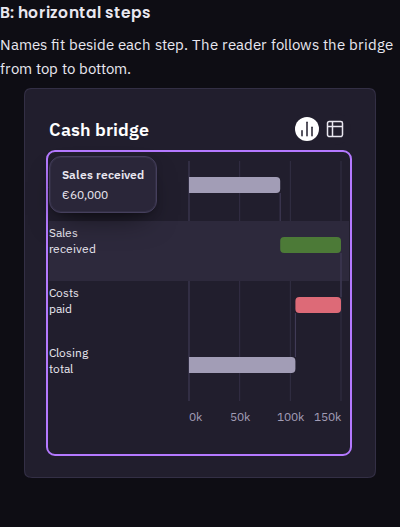 B: horizontal steps
Names fit beside each step. The reader follows the bridge
from top to bottom.
Cash bridge
Sales received
€60,000
Sales
received
Costs
paid
Closing
total
0k 50k 100k 150k